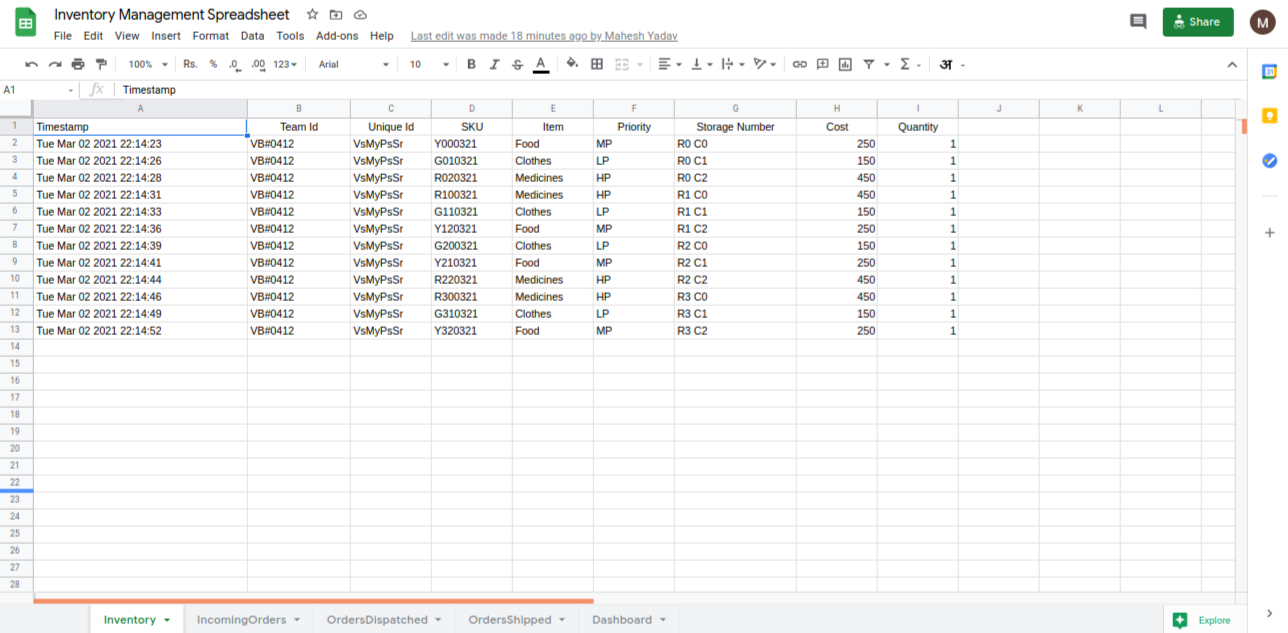 Inventory Management Spreadsheet
File Edit View Insert Format Data Tools Add-ons Help Last edit was made 18 minutes ago by Mahesh Yadav
Share
M
100% Rs. % .0 .00 123 Arial 10 B I S A Σ अ
31
A1 fx Timestamp
A B C D E F G H I J K L
1 Timestamp Team Id Unique Id SKU Item Priority Storage Number Cost Quantity
2 Tue Mar 02 2021 22:14:23 VB#0412 VsMyPsSr Y000321 Food MP R0 C0 250 1
3 Tue Mar 02 2021 22:14:26 VB#0412 VsMyPsSr G010321 Clothes LP R0 C1 150 1
4 Tue Mar 02 2021 22:14:28 VB#0412 VsMyPsSr R020321 Medicines HP R0 C2 450 1
5 Tue Mar 02 2021 22:14:31 VB#0412 VsMyPsSr R100321 Medicines HP R1 C0 450 1
6 Tue Mar 02 2021 22:14:33 VB#0412 VsMyPsSr G110321 Clothes LP R1 C1 150 1
7 Tue Mar 02 2021 22:14:36 VB#0412 VsMyPsSr Y120321 Food MP R1 C2 250 1
8 Tue Mar 02 2021 22:14:39 VB#0412 VsMyPsSr G200321 Clothes LP R2 C0 150 1
9 Tue Mar 02 2021 22:14:41 VB#0412 VsMyPsSr Y210321 Food MP R2 C1 250 1
10 Tue Mar 02 2021 22:14:44 VB#0412 VsMyPsSr R220321 Medicines HP R2 C2 450 1
11 Tue Mar 02 2021 22:14:46 VB#0412 VsMyPsSr R300321 Medicines HP R3 C0 450 1
12 Tue Mar 02 2021 22:14:49 VB#0412 VsMyPsSr G310321 Clothes LP R3 C1 150 1
13 Tue Mar 02 2021 22:14:52 VB#0412 VsMyPsSr Y320321 Food MP R3 C2 250 1
14
15
16
17
18
19
20
21
22
23
24
25
26
27
28
Inventory IncomingOrders OrdersDispatched OrdersShipped Dashboard Explore